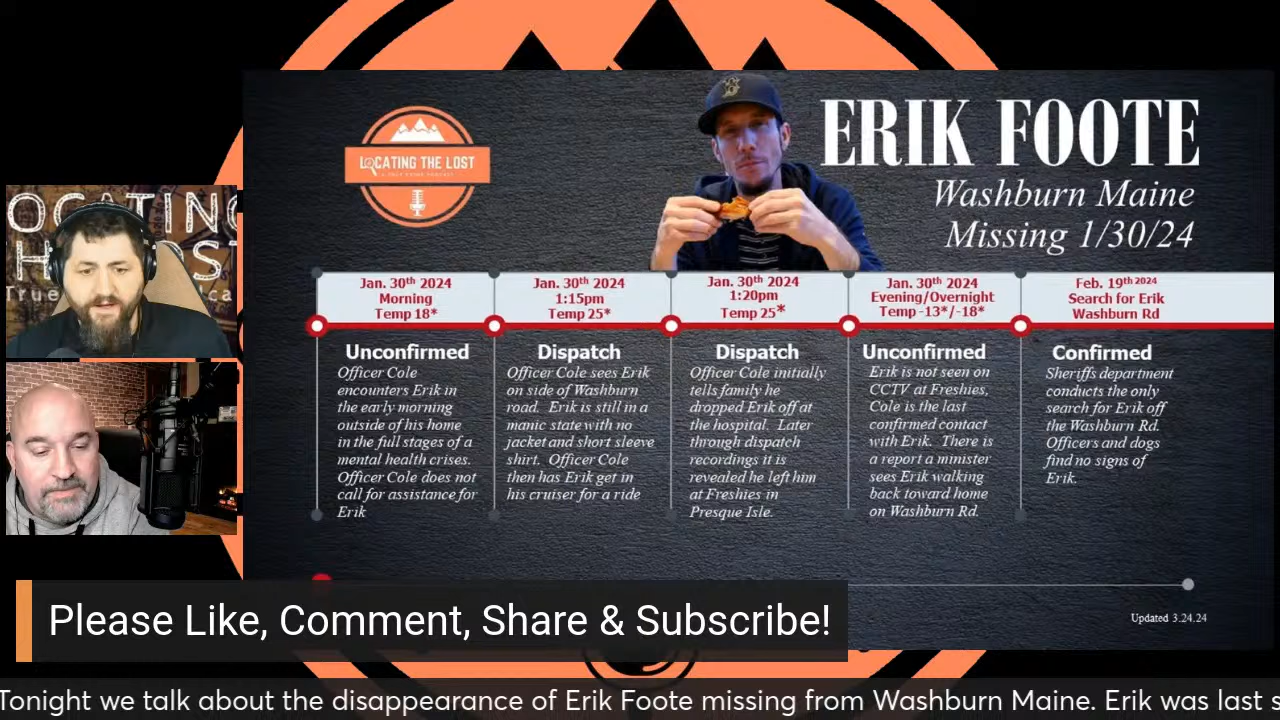 LOCATING THE LOST
A TRUE CRIME PODCAST
ERIK FOOTE
Washburn Maine
Missing 1/30/24
OCATING
Jan. 30th 2024
Morning
Temp 18*
Jan. 30th 2024
1:15pm
Temp 25*
Jan. 30th 2024
1:20pm
Temp 25*
Jan. 30th 2024
Evening/Overnight
Temp -13*/-18*
Feb. 19th 2024
Search for Erik
Washburn Rd
Unconfirmed
Officer Cole
encounters Erik in
the early morning
outside of his home
in the full stages of a
mental health crises.
Officer Cole does not
call for assistance for
Erik
Dispatch
Officer Cole sees Erik
on side of Washburn
road. Erik is still in a
manic state with no
jacket and short sleeve
shirt. Officer Cole
then has Erik get in
his cruiser for a ride
Dispatch
Officer Cole initially
tells family he
dropped Erik off at
the hospital. Later
through dispatch
recordings it is
revealed he left him
at Freshies in
Presque Isle.
Unconfirmed
Erik is not seen on
CCTV at Freshies,
Cole is the last
confirmed contact
with Erik. There is
a report a minister
sees Erik walking
back toward home
on Washburn Rd.
Confirmed
Sheriffs department
conducts the only
search for Erik off
the Washburn Rd.
Officers and dogs
find no signs of
Erik.
Updated 3.24.24
Please Like, Comment, Share & Subscribe!
Tonight we talk about the disappearance of Erik Foote missing from Washburn Maine. Erik was last s